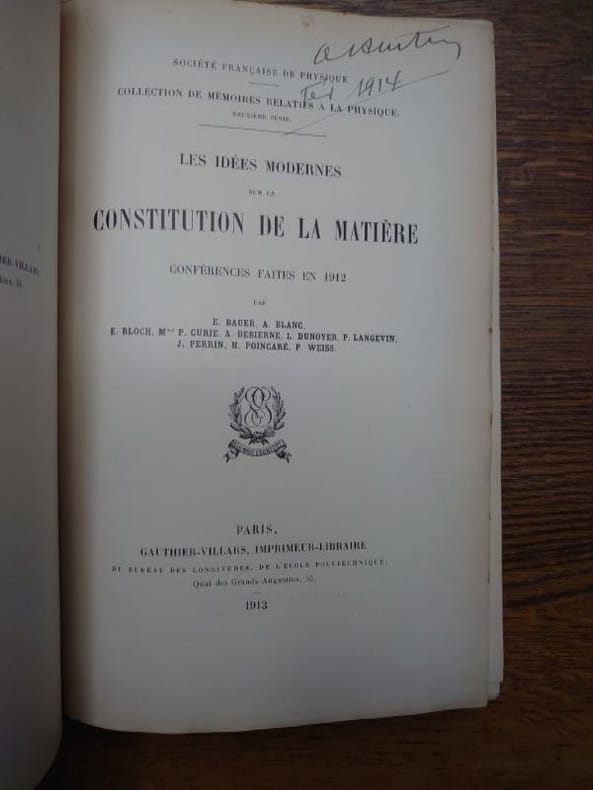 1914
SOCIÉTÉ FRANÇAISE DE PHYSIQUE
COLLECTION DE MÉMOIRES RELATIFS A LA PHYSIQUE.
DEUXIÈME SÉRIE.
LES IDÉES MODERNES
SUR LA
CONSTITUTION DE LA MATIÈRE
CONFÉRENCES FAITES EN 1912
PAR
E. BAUER, A. BLANC,
E. BLOCH, Mme P. CURIE, A. DEBIERNE, L. DUNOYER, P. LANGEVIN,
J. PERRIN, H. POINCARÉ, P. WEISS.
PARIS,
GAUTHIER-VILLARS, IMPRIMEUR-LIBRAIRE
DU BUREAU DES LONGITUDES, DE L'ÉCOLE POLYTECHNIQUE,
Quai des Grands-Augustins, 55.
1913